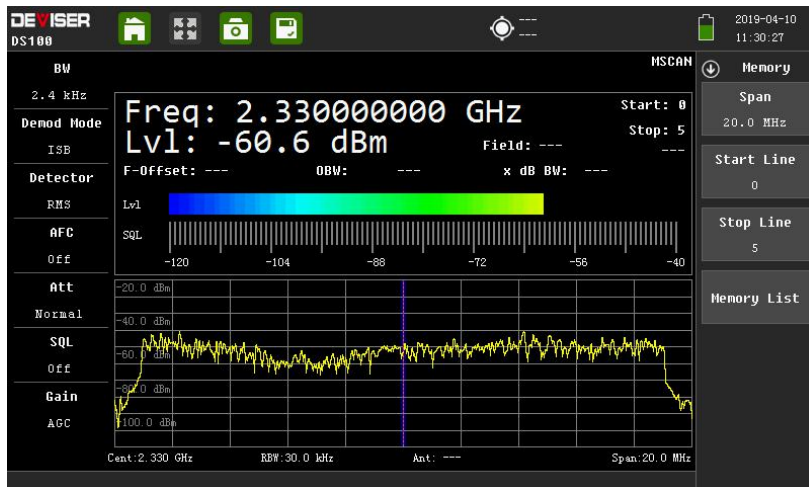 DEVISER
DS100
---
---
2019-04-10
11:30:27
BW
2.4 kHz
Demod Mode
ISB
Detector
RMS
AFC
Off
Att
Normal
SQL
Off
Gain
AGC
MSCAN
Freq: 2.330000000 GHz
Lvl: -60.6 dBm
Field: ---
Start: 0
Stop: 5
---
F-Offset: ---
OBW: ---
x dB BW: ---
Lvl
SQL
-120 -104 -88 -72 -56 -40
-20.0 dBm
-40.0 dBm
-60.0 dBm
-80.0 dBm
-100.0 dBm
Cent:2.330 GHz
RBW:30.0 kHz
Ant: ---
Span:20.0 MHz
Memory
Span
20.0 MHz
Start Line
0
Stop Line
5
Memory List